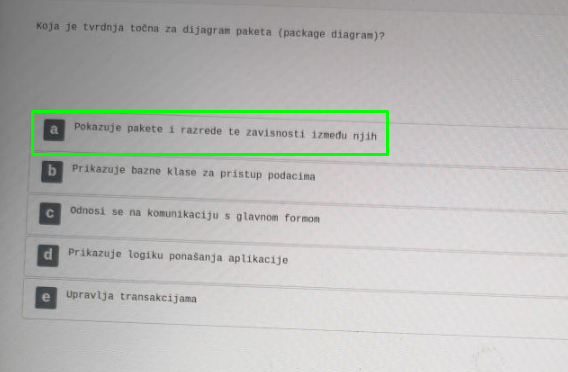 Koja je tvrdnja točna za dijagram paketa (package diagram)?
a Pokazuje pakete i razrede te zavisnosti između njih
b Prikazuje bazne klase za pristup podacima
c Odnosi se na komunikaciju s glavnom formom
d Prikazuje logiku ponašanja aplikacije
e Upravlja transakcijama